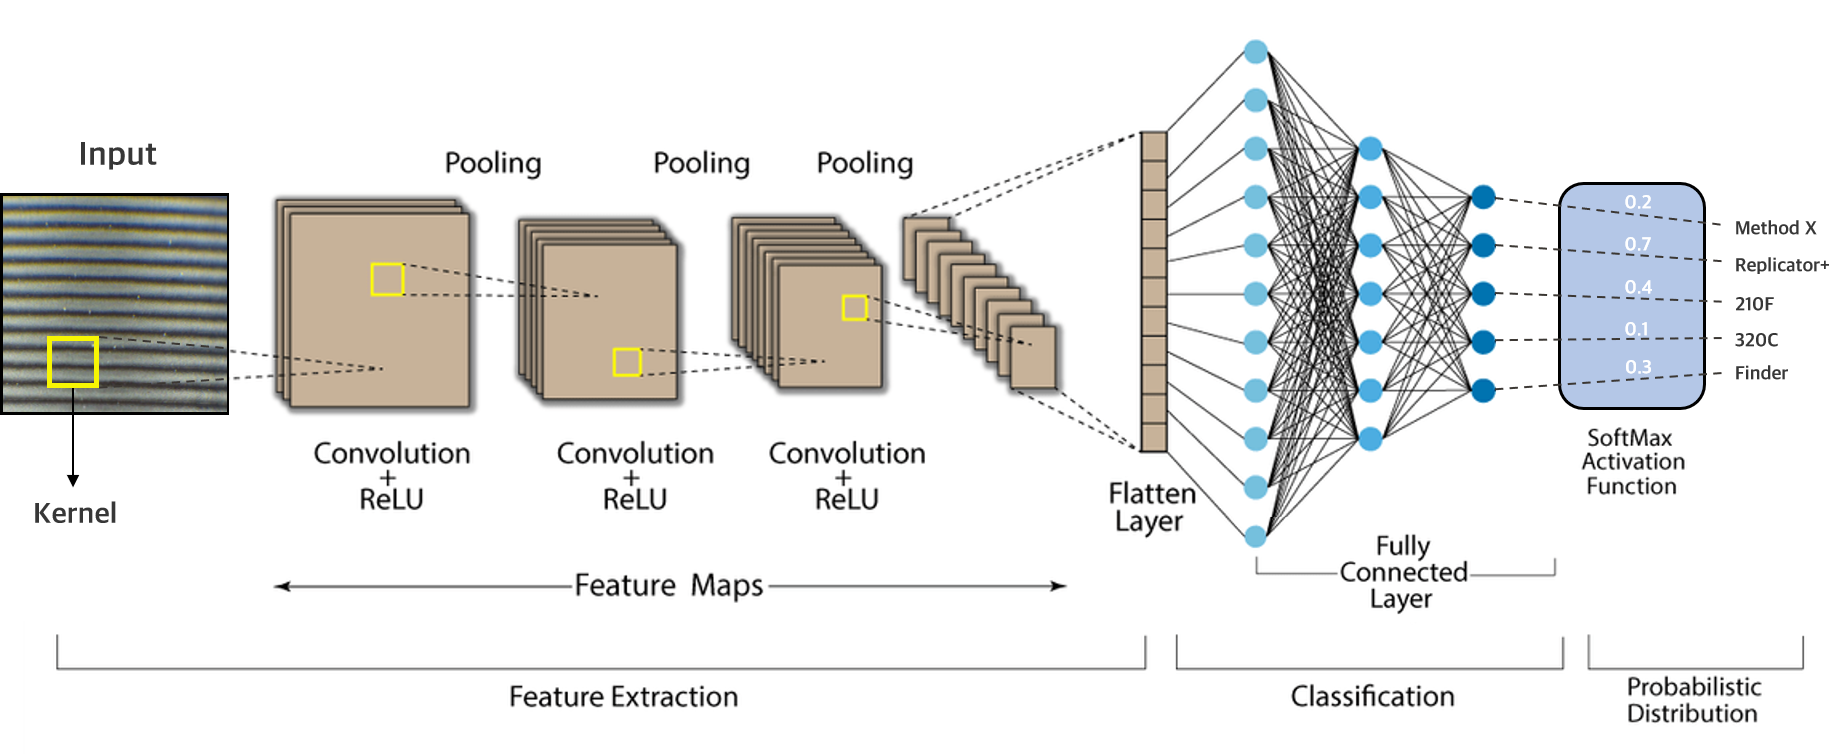 Input
Pooling
Pooling
Pooling
Kernel
Convolution
+
ReLU
Convolution
+
ReLU
Convolution
+
ReLU
Flatten
Layer
0.2
0.7
0.4
0.1
0.3
Method X
Replicator+
210F
320C
Finder
SoftMax
Activation
Function
Fully
Connected
Layer
Feature Maps
Feature Extraction
Classification
Probabilistic
Distribution